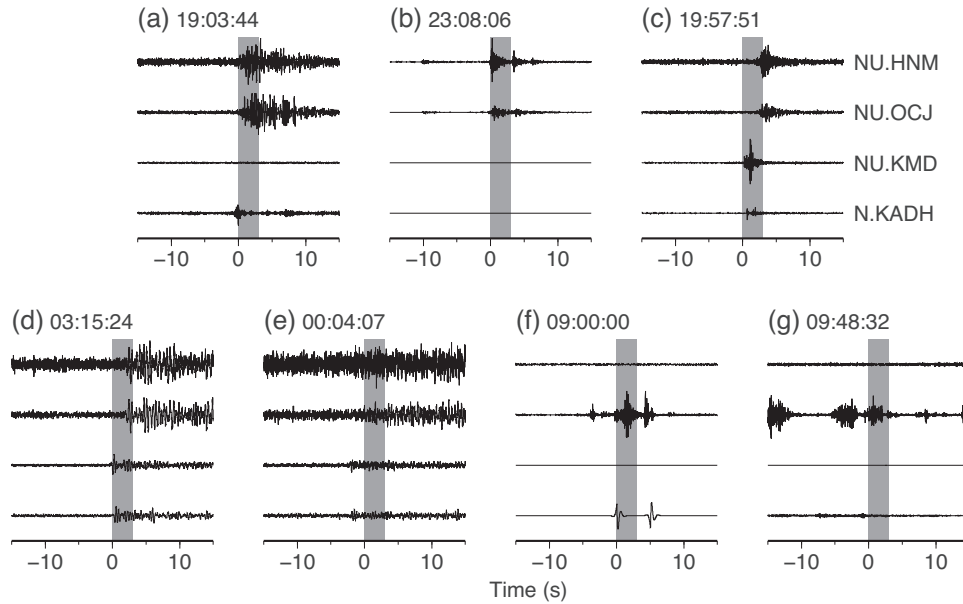 (a) 19:03:44
(b) 23:08:06
(c) 19:57:51
NU.HNM
NU.OCJ
NU.KMD
N.KADH
−10 0 10
−10 0 10
−10 0 10
(d) 03:15:24
(e) 00:04:07
(f) 09:00:00
(g) 09:48:32
−10 0 10
−10 0 10
−10 0 10
−10 0 10
Time (s)